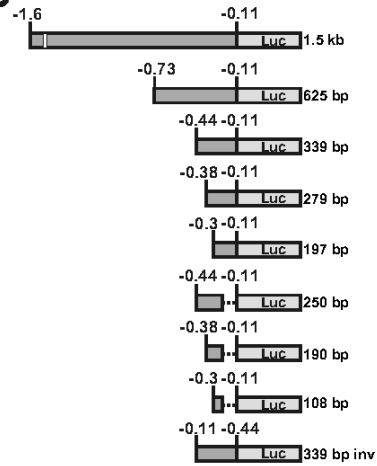 -1.6 -0.11
Luc 1.5 kb
-0.73 -0.11
Luc 625 bp
-0.44 -0.11
Luc 339 bp
-0.38 -0.11
Luc 279 bp
-0.3 -0.11
Luc 197 bp
-0.44 -0.11
Luc 250 bp
-0.38 -0.11
Luc 190 bp
-0.3 -0.11
Luc 108 bp
-0.11 -0.44
Luc 339 bp inv